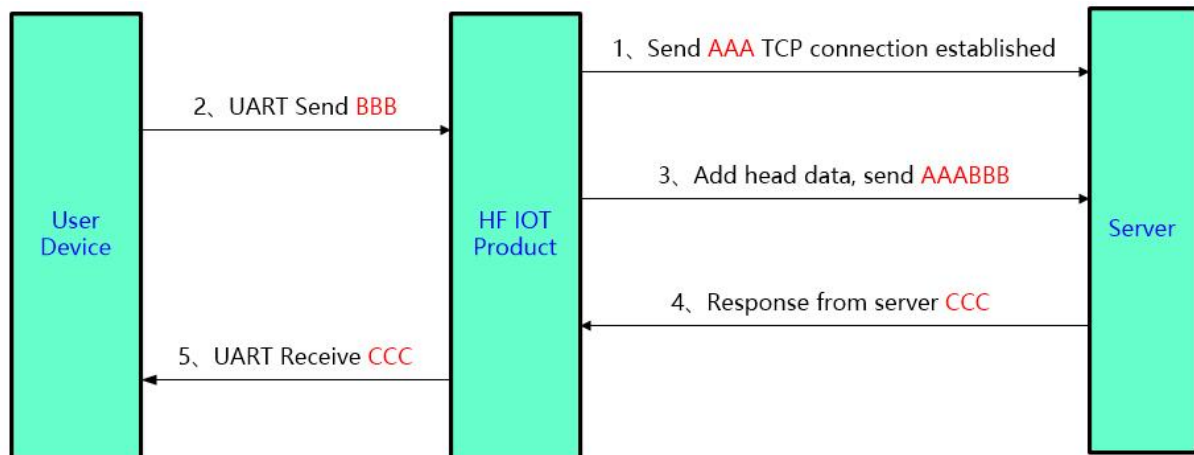 1、Send AAA TCP connection established
2、UART Send BBB
3、Add head data, send AAABBB
User
Device
HF IOT
Product
Server
4、Response from server CCC
5、UART Receive CCC